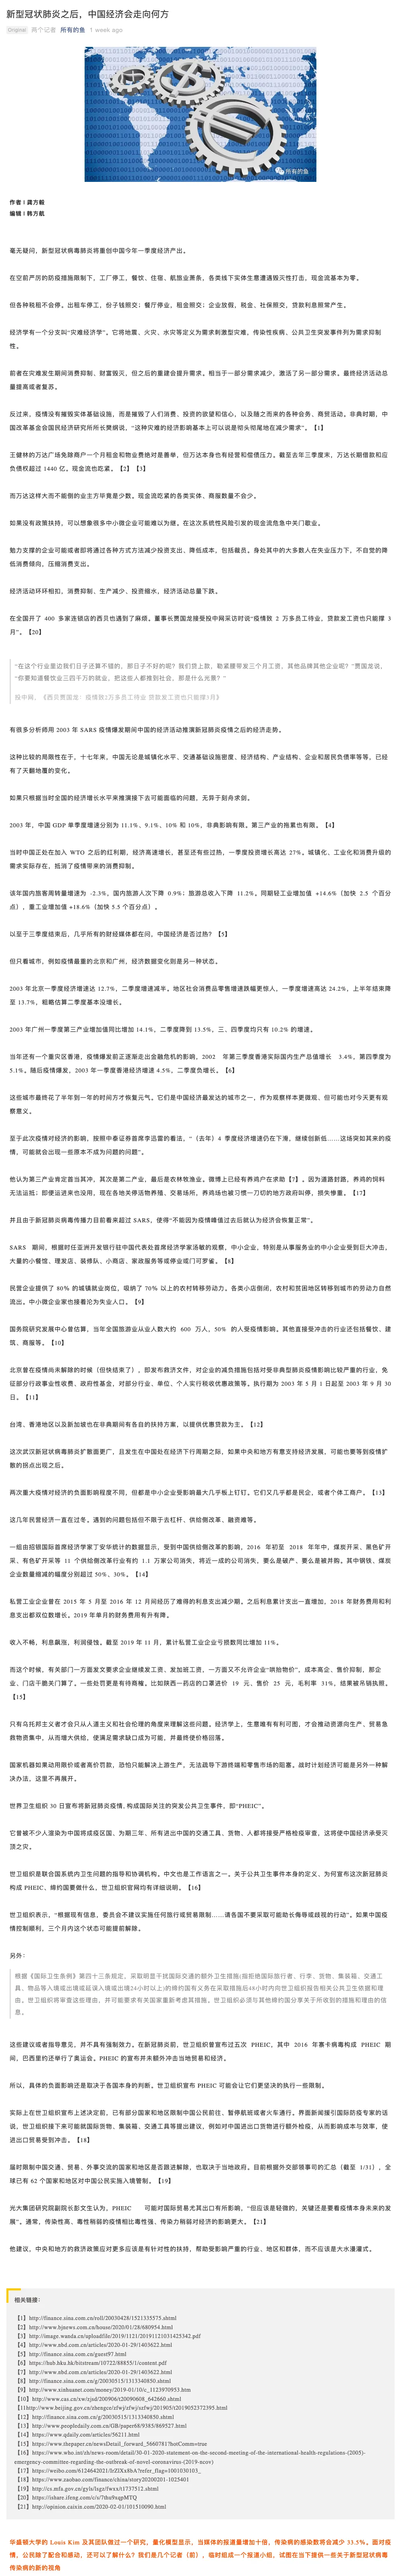 新型冠状肺炎之后，中国经济会走向何方
Original 两个记者 所有的鱼 1 week ago
所有的鱼
作者 | 龚方毅
编辑 | 韩方航
毫无疑问，新型冠状病毒肺炎将重创中国今年一季度经济产出。
在空前严厉的防疫措施限制下，工厂停工，餐饮、住宿、航旅业萧条，各类线下实体生意遭遇毁灭性打击，现金流基本为零。
但各种税租不会停。出租车停工，份子钱照交；餐厅停业，租金照交；企业放假，税金、社保照交，贷款利息照常产生。
经济学有一个分支叫“灾难经济学”。它将地震、火灾、水灾等定义为需求刺激型灾难，传染性疾病、公共卫生突发事件列为需求抑制
性。
前者在灾难发生期间消费抑制、财富毁灭，但之后的重建会提升需求。相当于一部分需求减少，激活了另一部分需求。最终经济活动总
量提高或者复苏。
反过来，疫情没有摧毁实体基础设施，而是摧毁了人们消费、投资的欲望和信心，以及随之而来的各种会务、商贸活动。非典时期，中
国改革基金会国民经济研究所所长樊纲说，“这种灾难的经济影响基本上可以说是彻头彻尾地在减少需求”。【1】
王健林的万达广场免除商户一个月租金和物业费绝对是善举，但万达本身也有经营和偿债压力。截至去年三季度末，万达长期借款和应
负债权超过 1440 亿。现金流也吃紧。【2】【3】
而万达这样大而不能倒的业主方毕竟是少数。现金流吃紧的各类实体、商服数量不会少。
如果没有政策扶持，可以想象很多中小微企业可能难以为继。在这次系统性风险引发的现金流危急中关门歇业。
勉力支撑的企业可能或者即将通过各种方式方法减少投资支出、降低成本，包括裁员。身处其中的大多数人在失业压力下，不自觉的降
低消费倾向，压缩消费支出。
经济活动环环相扣，消费抑制、生产减少、投资缩水，经济活动总量下跌。
在全国开了 400 多家连锁店的西贝也遇到了麻烦。董事长贾国龙接受投中网采访时说“疫情致 2 万多员工待业，贷款发工资也只能撑 3
月”。【20】
“在这个行业里边我们日子还算不错的，那日子不好的呢？我们贷上款，勒紧腰带发三个月工资，其他品牌其他企业呢？”贾国龙说，
“你要知道餐饮业三四千万的就业，把这些人都推到社会，那是什么光景？”
投中网，《西贝贾国龙：疫情致2万多员工待业 贷款发工资也只能撑3月》
有很多分析师用 2003 年 SARS 疫情爆发期间中国的经济活动推演新冠肺炎疫情之后的经济走势。
这种比较的局限性在于，十七年来，中国无论是城镇化水平、交通基础设施密度、经济结构、产业结构、企业和居民负债率等等，已经
有了天翻地覆的变化。
如果只根据当时全国的经济增长水平来推演接下去可能面临的问题，无异于刻舟求剑。
2003 年，中国 GDP 单季度增速分别为 11.1%、9.1%、10% 和 10%，非典影响有限。第三产业的拖累也有限。【4】
当时中国正处在加入 WTO 之后的红利期，经济高速增长，甚至还有些过热，一季度投资增长高达 27%。城镇化、工业化和消费升级的
需求实际存在，抵消了疫情带来的消费抑制。
该年国内旅客周转量增速为 -2.3%，国内旅游人次下降 0.9%；旅游总收入下降 11.2%。同期轻工业增加值 +14.6%（加快 2.5 个百分
点），重工业增加值 +18.6%（加快 5.5 个百分点）。
以至于三季度结束后，几乎所有的财经媒体都在问，中国经济是否过热？【5】
但只看城市，例如疫情最重的北京和广州，经济数据变化则是另一种状态。
2003 年北京一季度经济增速达 12.7%，二季度增速减半。地区社会消费品零售增速跌幅更惊人，一季度增速高达 24.2%，上半年结束降
至 13.7%，粗略估算二季度基本没增长。
2003 年广州一季度第三产业增加值同比增加 14.1%，二季度降到 13.5%，三、四季度均只有 10.2% 的增速。
当年还有一个重灾区香港，疫情爆发前正逐渐走出金融危机的影响，2002 年第三季度香港实际国内生产总值增长 3.4%，第四季度为
5.1%。随后疫情爆发，2003 年一季度香港经济增速 4.5%，二季度负增长。【6】
这些城市最终花了半年到一年的时间方才恢复元气。它们是中国经济最发达的城市之一，作为观察样本更微观、但可能也对今天更有观
察意义。
至于此次疫情对经济的影响，按照中泰证券首席李迅雷的看法，“（去年）4 季度经济增速仍在下滑，继续创新低……这场突如其来的疫
情，可能就会出现一些原本不成为问题的问题”。
他认为第三产业肯定首当其冲，其次是第二产业，最后是农林牧渔业。微博上已经有养鸡户在求助【7】。因为道路封路，养鸡的饲料
无法运抵；即便运进来也没用，现在各地关停活物养殖、交易场所，养鸡场也被习惯一刀切的地方政府叫停，损失惨重。【17】
并且由于新冠肺炎病毒传播力目前看来超过 SARS，使得“不能因为疫情峰值过去后就认为经济会恢复正常”。
SARS 期间，根据时任亚洲开发银行驻中国代表处首席经济学家汤敏的观察，中小企业，特别是从事服务业的中小企业受到巨大冲击，
大量的小餐馆、理发店、装修队、小商店、家政服务等或停业或门可罗雀。【8】
民营企业提供了 80% 的城镇就业岗位，吸纳了 70% 以上的农村转移劳动力。各类小店倒闭，农村和贫困地区转移到城市的劳动力自然
流出。中小微企业家也接着沦为失业人口。【9】
国务院研究发展中心曾估算，当年全国旅游业从业人数大约 600 万人，50% 的人受疫情影响。其他直接受冲击的行业还包括餐饮、建
筑、商服等。【10】
北京曾在疫情尚未解除的时候（但快结束了），即发布救济文件，对企业的减负措施包括对受非典型肺炎疫情影响比较严重的行业，免
征部分行政事业性收费、政府性基金，对部分行业、单位、个人实行税收优惠政策等。执行期为 2003 年 5 月 1 日起至 2003 年 9 月 30
日。【11】
台湾、香港地区以及新加坡也在非典期间有各自的扶持方案，以提供优惠贷款为主。【12】
这次武汉新冠状病毒肺炎扩散面更广，且发生在中国处在经济下行周期之际，如果中央和地方有意支持经济发展，可能也要等到疫情扩
散的拐点出现之后。
两次重大疫情对经济的负面影响程度不同，但都是中小企业受影响最大几乎板上钉钉。它们又几乎都是民企，或者个体工商户。【13】
这几年民营经济一直在过冬。遇到的问题包括但不限于去杠杆、供给侧改革、融资难等。
一组由招银国际首席经济学家丁安华统计的数据显示，受到中国供给侧改革的影响，2016 年初至 2018 年年中，煤炭开采、黑色矿开
采、有色矿开采等 11 个供给侧改革行业有约 1.1 万家公司消失，将近一成的公司消失，要么是破产、要么是被并购。其中钢铁、煤炭
企业数量缩减的幅度分别超过 50%、30%。【14】
私营工业企业曾在 2015 年 5 月至 2016 年 12 月间经历了难得的利息支出减少期。之后利息累计支出一直增加，2018 年财务费用和利
息支出都双位数增长。2019 年单月的财务费用有升有降。
收入不畅，利息飙涨，利润侵蚀。截至 2019 年 11 月，累计私营工业企业亏损数同比增加 11%。
而这个时候，有关部门一方面发文要求企业继续发工资、发加班工资，一方面又不允许企业“哄抬物价”，成本高企、售价抑制，那企
业、门店干脆关门算了。一些处罚更是有待商榷，比如陕西一药店的口罩进价 19 元、售价 25 元，毛利率 31%，结果被吊销执照。
【15】
只有乌托邦主义者才会只从人道主义和社会伦理的角度来理解这些问题。经济学上，生意唯有有利可图，才会推动资源向生产、贸易急
救物资集中，从而增大供给，使满足需求缺口成为可能，并最终使价格回落。
国家机器如果动用限价或者高价罚款，恐怕只能解决上游生产，无法疏导下游终端和零售市场的阻塞。战时计划经济可能是另外一种解
决办法，这里不再展开。
世界卫生组织 30 日宣布将新冠肺炎疫情，构成国际关注的突发公共卫生事件，即“PHEIC”。
它曾被不少人渲染为中国将成疫区国、为期三年、所有进出中国的交通工具、货物、人都将接受严格检疫审查，这将使中国经济承受灭
顶之灾。
世卫组织是联合国系统内卫生问题的指导和协调机构。中文也是工作语言之一。关于公共卫生事件本身的定义、为何宣布这次新冠肺炎
构成 PHEIC、缔约国要做什么，世卫组织官网均有详细说明。【16】
世卫组织表示，“根据现有信息，委员会不建议实施任何旅行或贸易限制……请各国不要采取可能助长侮辱或歧视的行动”。如果中国疫
情控制顺利，三个月内这个状态可能提前解除。
另外：
根据《国际卫生条例》第四十三条规定，采取明显干扰国际交通的额外卫生措施(指拒绝国际旅行者、行李、货物、集装箱、交通工
具、物品等入境或出境或延误入境或出境24小时以上)的缔约国有义务在采取措施后48小时内向世卫组织报告相关公共卫生依据和理
由。世卫组织将审查这些理由，并可能要求有关国家重新考虑其措施。世卫组织必须与其他缔约国分享关于所收到的措施和理由的信
息。
这些建议或者指导意见，并不具有强制效力。在新冠肺炎前，世卫组织曾宣布过五次 PHEIC，其中 2016 年寨卡病毒构成 PHEIC 期
间，巴西里约还举行了奥运会。PHEIC 的宣布并未额外冲击当地贸易和经济。
所以，具体的负面影响还是取决于各国本身的判断。世卫组织宣布 PHEIC 可能会让它们更坚决的执行一些限制。
实际上在世卫组织宣布上述决定前，已有部分国家和地区限制中国公民前往、暂停航班或者火车通行。界面新闻援引国际防疫专家的话
说，世卫组织接下来可能就国际货物、集装箱、交通工具等提出建议，例如对中国进出口货物进行额外检疫，从而影响成本与效率，使
进出口贸易受到冲击。【18】
届时限制中国交通、贸易、外事交流的国家和地区是否跟进解除，也取决于当地政府。目前根据外交部领事司的汇总（截至 1/31），全
球已有 62 个国家和地区对中国公民实施入境管制。【19】
光大集团研究院副院长彭文生认为，PHEIC 可能对国际贸易尤其出口有所影响，“但应该是轻微的，关键还是要看疫情本身未来的发
展”。通常，传染性高、毒性稍弱的疫情相比毒性强、传染力稍弱对经济的影响更大。【21】
他建议，中央和地方的救济政策应对更多应该是有针对性的扶持，帮助受影响严重的行业、地区和群体，而不应该是大水漫灌式。
相关链接：
【1】http://finance.sina.com.cn/roll/20030428/1521335575.shtml
【2】http://www.bjnews.com.cn/house/2020/01/28/680954.html
【3】http://image.wanda.cn/uploadfile/2019/1121/20191121031425342.pdf
【4】http://www.nbd.com.cn/articles/2020-01-29/1403622.html
【5】http://finance.sina.com.cn/guest97.html
【6】https://hub.hku.hk/bitstream/10722/88855/1/content.pdf
【7】http://www.nbd.com.cn/articles/2020-01-29/1403622.html
【8】http://finance.sina.com.cn/g/20030515/1313340850.shtml
【9】http://www.xinhuanet.com/money/2019-01/10/c_1123970953.htm
【10】http://www.cas.cn/xw/zjsd/200906/t20090608_642660.shtml
【11http://www.beijing.gov.cn/zhengce/zfwj/zfwj/szfwj/201905/t20190523​72395.html
【12】http://finance.sina.com.cn/g/20030515/1313340850.shtml
【13】http://www.peopledaily.com.cn/GB/paper68/9383/869527.html
【14】https://www.qdaily.com/articles/56211.html
【15】https://www.thepaper.cn/newsDetail_forward_5660781?hotComm=true
【16】https://www.who.int/zh/news-room/detail/30-01-2020-statement-on-the-second-meeting-of-the-international-health-regulations-(2005)-
emergency-committee-regarding-the-outbreak-of-novel-coronavirus-(2019-ncov)
【17】https://weibo.com/6124642021/IrZIXx8bA?refer_flag=1001030103_
【18】https://www.zaobao.com/finance/china/story20200201-1025401
【19】http://cs.mfa.gov.cn/gyls/lsgz/fwxx/t1737512.shtml
【20】https://ishare.ifeng.com/c/s/7tho9xqpMTQ
【21】http://opinion.caixin.com/2020-02-01/101510090.html
华盛顿大学的 Louis Kim 及其团队做过一个研究，量化模型显示，当媒体的报道量增加十倍，传染病的感染数将会减少 33.5%。面对疫
情，公民除了配合和感动，还可以了解什么？我们是几个记者（前），临时组成一个报道小组，试图在当下提供一些关于新型冠状病毒
传染病的新的视角